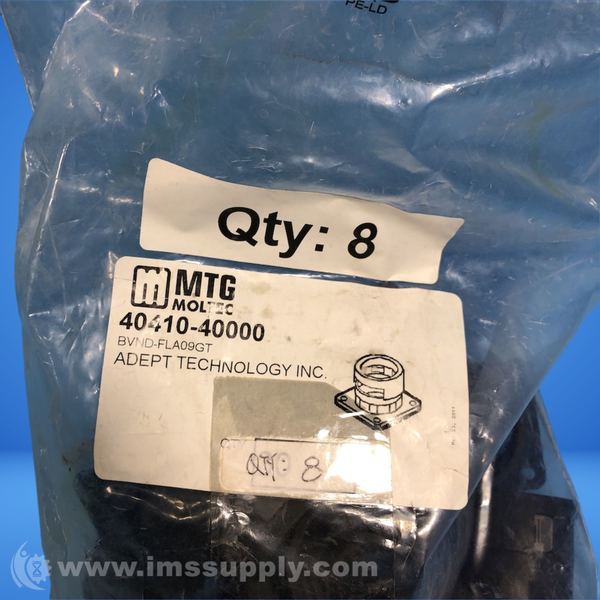 PE-LD
Qty: 8
MTG
MOLTEC
40410-40000
BVND-FLA09GT
ADEPT TECHNOLOGY INC.
QTY: 8
www.imssupply.com